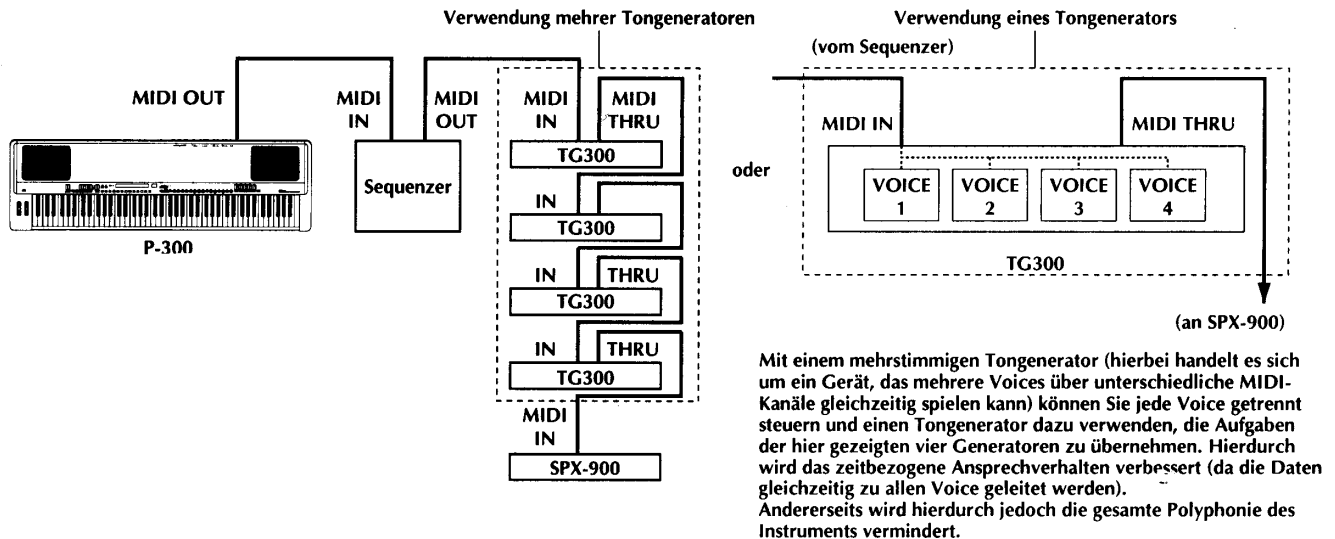 Verwendung mehrer Tongeneratoren
MIDI OUT
MIDI
IN
MIDI
OUT
MIDI
IN
MIDI
THRU
TG300
Sequenzer
P-300
IN
TG300
IN
THRU
TG300
IN
THRU
TG300
MIDI
IN
SPX-900
oder
Verwendung eines Tongenerators
(vom Sequenzer)
MIDI IN
MIDI THRU
VOICE
1
VOICE
2
VOICE
3
VOICE
4
TG300
(an SPX-900)
Mit einem mehrstimmigen Tongenerator (hierbei handelt es sich
um ein Gerät, das mehrere Voices über unterschiedliche MIDI-
Kanäle gleichzeitig spielen kann) können Sie jede Voice getrennt
steuern und einen Tongenerator dazu verwenden, die Aufgaben
der hier gezeigten vier Generatoren zu übernehmen. Hierdurch
wird das zeitbezogene Ansprechverhalten verbessert (da die Daten
gleichzeitig zu allen Voice geleitet werden).
Andererseits wird hierdurch jedoch die gesamte Polyphonie des
Instruments vermindert.